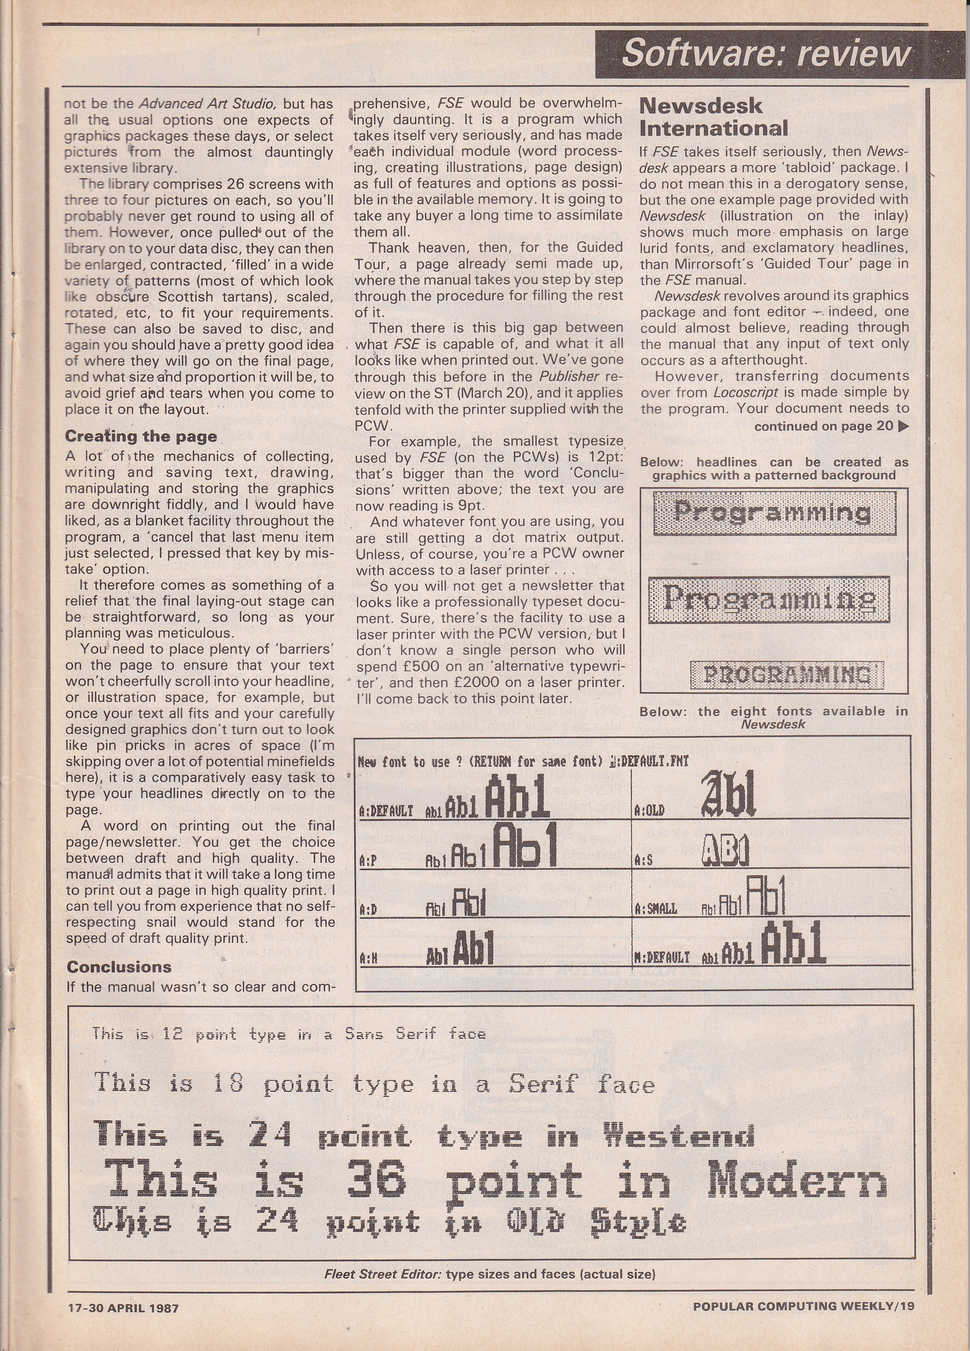 Software: review
not be the Advanced Art Studio, but has
all the usual options one expects of
graphics packages these days, or select
pictures from the almost dauntingly
extensive library.
The library comprises 26 screens with
three to four pictures on each, so you'll
probably never get round to using all of
them. However, once pulled out of the
library on to your data disc, they can then
be enlarged, contracted, 'filled' in a wide
variety of patterns (most of which look
like obscure Scottish tartans), scaled,
rotated, etc, to fit your requirements.
These can also be saved to disc, and
again you should have a pretty good idea
of where they will go on the final page,
and what size and proportion it will be, to
avoid grief and tears when you come to
place it on the layout.
Creating the page
A lot of the mechanics of collecting,
writing and saving text, drawing,
manipulating and storing the graphics
are downright fiddly, and I would have
liked, as a blanket facility throughout the
program, a 'cancel that last menu item
just selected, I pressed that key by mis-
take' option.
It therefore comes as something of a
relief that the final laying-out stage can
be straightforward, so long as your
planning was meticulous.
You need to place plenty of 'barriers'
on the page to ensure that your text
won't cheerfully scroll into your headline,
or illustration space, for example, but
once your text all fits and your carefully
designed graphics don't turn out to look
like pin pricks in acres of space (I'm
skipping over a lot of potential minefields
here), it is a comparatively easy task to
type your headlines directly on to the
page.
A word on printing out the final
page/newsletter. You get the choice
between draft and high quality. The
manual admits that it will take a long time
to print out a page in high quality print. I
can tell you from experience that no self-
respecting snail would stand for the
speed of draft quality print.
Conclusions
If the manual wasn't so clear and com-
prehensive, FSE would be overwhelm-
ingly daunting. It is a program which
takes itself very seriously, and has made
each individual module (word process-
ing, creating illustrations, page design)
as full of features and options as possi-
ble in the available memory. It is going to
take any buyer a long time to assimilate
them all.
Thank heaven, then, for the Guided
Tour, a page already semi made up,
where the manual takes you step by step
through the procedure for filling the rest
of it.
Then there is this big gap between
what FSE is capable of, and what it all
looks like when printed out. We've gone
through this before in the Publisher re-
view on the ST (March 20), and it applies
tenfold with the printer supplied with the
PCW.
For example, the smallest typesize
used by FSE (on the PCWs) is 12pt:
that's bigger than the word 'Conclu-
sions' written above; the text you are
now reading is 9pt.
And whatever font you are using, you
are still getting a dot matrix output.
Unless, of course, you're a PCW owner
with access to a laser printer . . .
So you will not get a newsletter that
looks like a professionally typeset docu-
ment. Sure, there's the facility to use a
laser printer with the PCW version, but I
don't know a single person who will
spend £500 on an 'alternative typewri-
ter', and then £2000 on a laser printer.
I'll come back to this point later.
Newsdesk
International
If FSE takes itself seriously, then News-
desk appears a more 'tabloid' package. I
do not mean this in a derogatory sense,
but the one example page provided with
Newsdesk (illustration on the inlay)
shows much more emphasis on large
lurid fonts, and exclamatory headlines,
than Mirrorsoft's 'Guided Tour' page in
the FSE manual.
Newsdesk revolves around its graphics
package and font editor — indeed, one
could almost believe, reading through
the manual that any input of text only
occurs as a afterthought.
However, transferring documents
over from Locoscript is made simple by
the program. Your document needs to
continued on page 20 ▶
Below: headlines can be created as
graphics with a patterned background
Programming
Programming
PROGRAMMING
Below: the eight fonts available in
Newsdesk
New font to use ? (RETURN for same font) :DEFAULT.FNT
A:DEFAULT Ab1 Ab1 Ab1 A:OLD Ab1
A:P Ab1 Ab1 Ab1 A:S AB1
A:D Ab1 Ab1 A:SMALL Ab1 Ab1 Ab1
A:H Ab1 Ab1 M:DEFAULT Ab1 Ab1 Ab1
This is 12 point type in a Sans Serif face
This is 18 point type in a Serif face
This is 24 point type in Westend
This is 36 point in Modern
This is 24 point in Old Style
Fleet Street Editor: type sizes and faces (actual size)
17-30 APRIL 1987
POPULAR COMPUTING WEEKLY/19